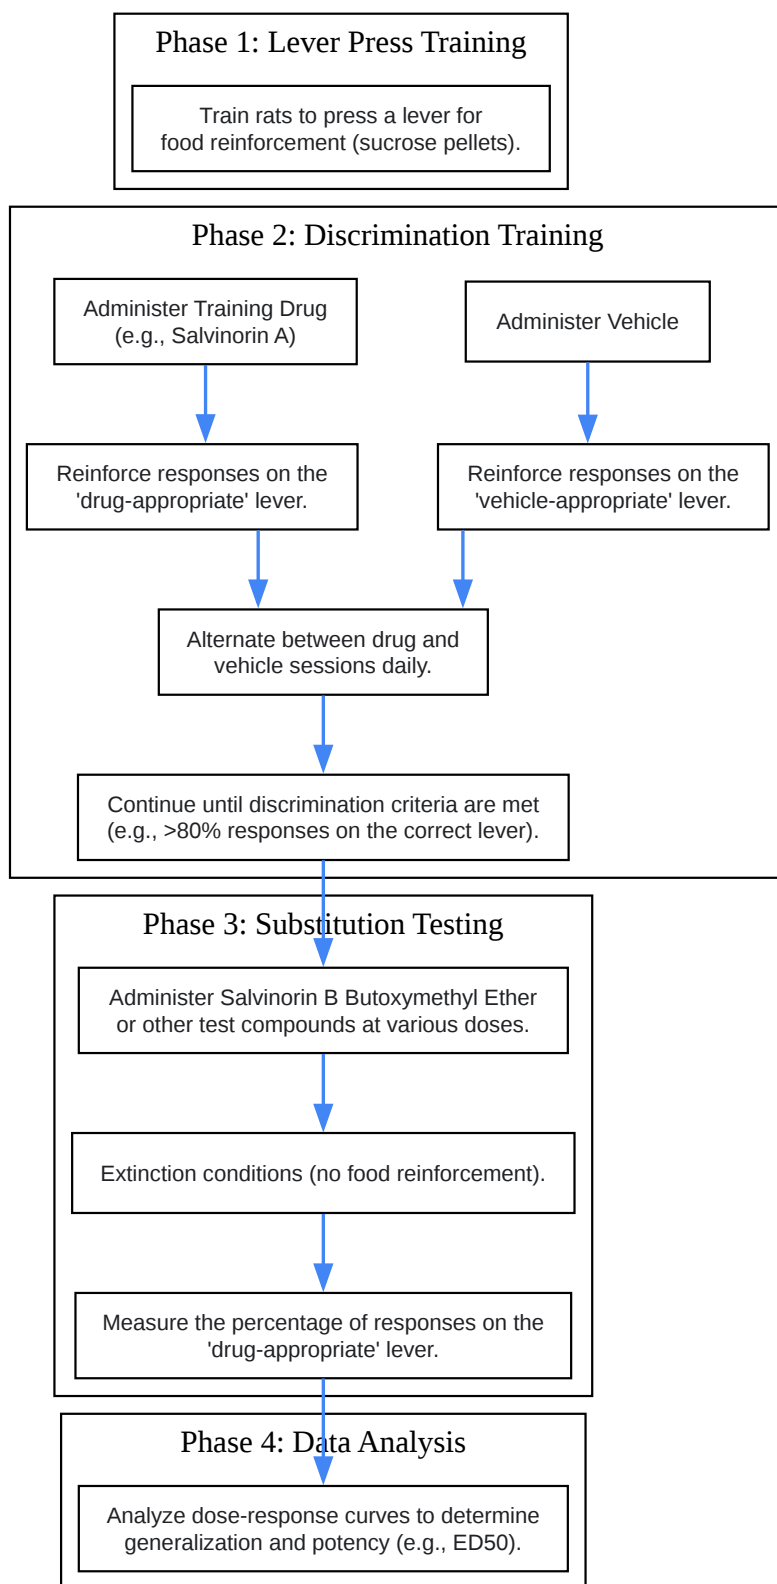 Phase 1: Lever Press Training
Train rats to press a lever for
food reinforcement (sucrose pellets).
Phase 2: Discrimination Training
Administer Training Drug
(e.g., Salvinorin A)
Administer Vehicle
Reinforce responses on the
'drug-appropriate' lever.
Reinforce responses on the
'vehicle-appropriate' lever.
Alternate between drug and
vehicle sessions daily.
Continue until discrimination criteria are met
(e.g., >80% responses on the correct lever).
Phase 3: Substitution Testing
Administer Salvinorin B Butoxymethyl Ether
or other test compounds at various doses.
Extinction conditions (no food reinforcement).
Measure the percentage of responses on the
'drug-appropriate' lever.
Phase 4: Data Analysis
Analyze dose-response curves to determine
generalization and potency (e.g., ED50).